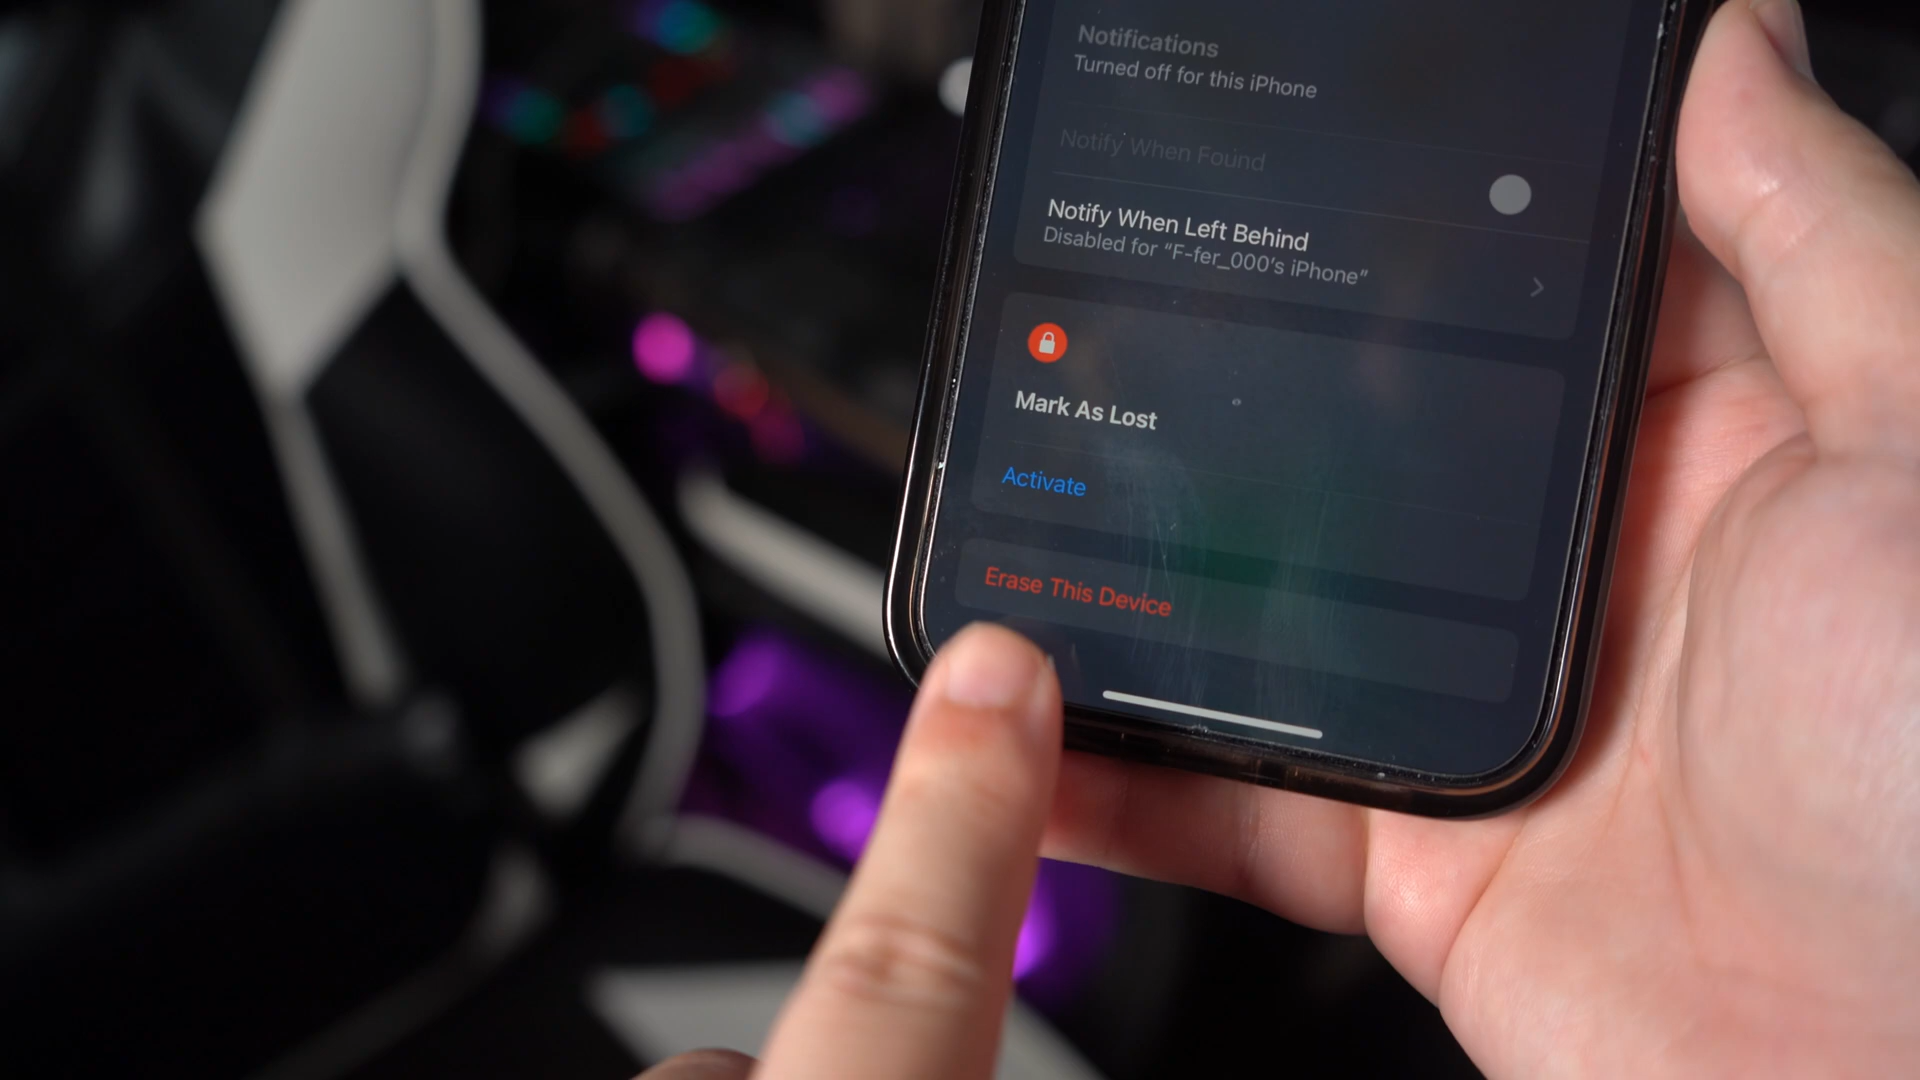 Notifications
Turned off for this iPhone
Notify When Found
Notify When Left Behind
Disabled for “F-fer_000’s iPhone”
Mark As Lost
Activate
Erase This Device